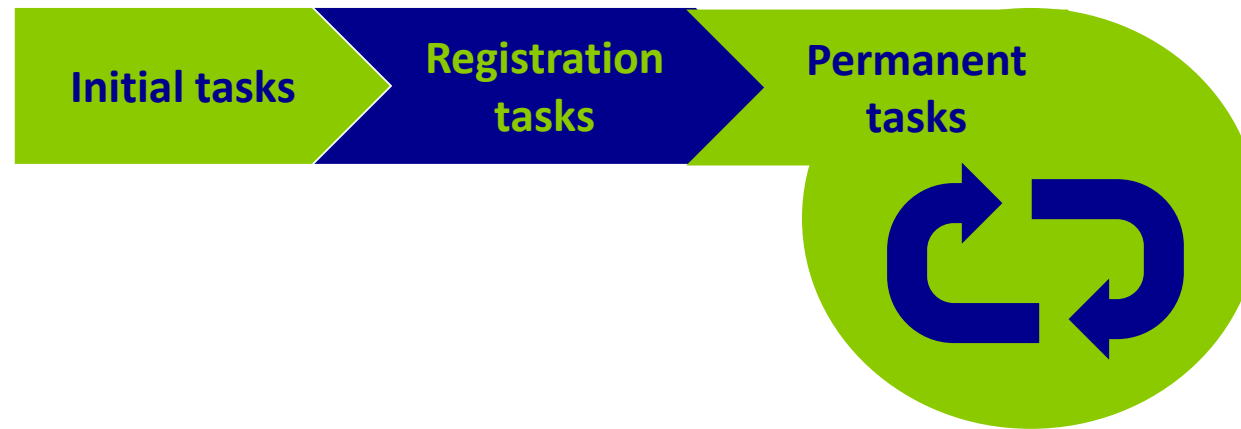 Initial tasks
Registration
tasks
Permanent
tasks